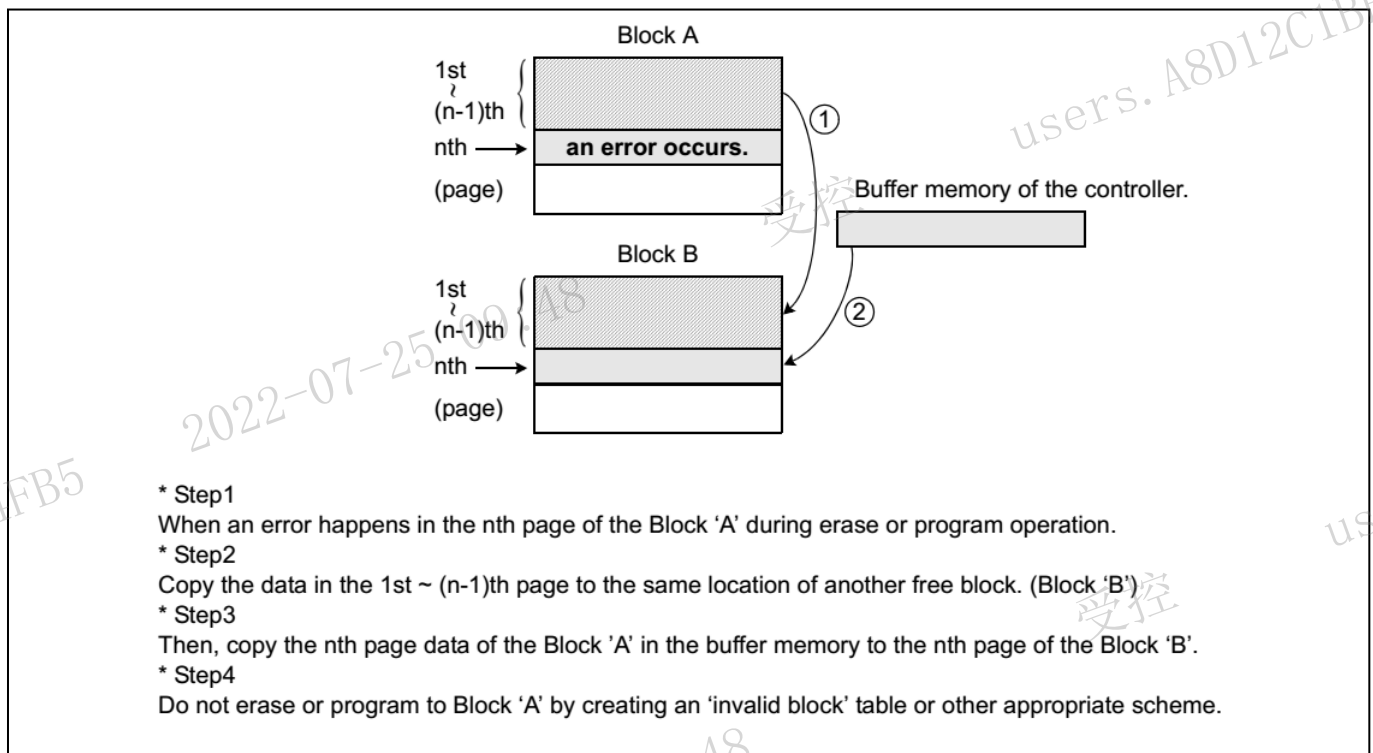 Block A
1st
~
(n-1)th
nth
an error occurs.
(page)
①
Buffer memory of the controller.
Block B
1st
~
(n-1)th
nth
(page)
②
* Step1
When an error happens in the nth page of the Block ‘A’ during erase or program operation.
* Step2
Copy the data in the 1st ~ (n-1)th page to the same location of another free block. (Block ‘B’)
* Step3
Then, copy the nth page data of the Block ’A’ in the buffer memory to the nth page of the Block ‘B’.
* Step4
Do not erase or program to Block ‘A’ by creating an ‘invalid block’ table or other appropriate scheme.
users.A8D12C1B
受控
2022-07-25 09:48
FB5
us
受控
48